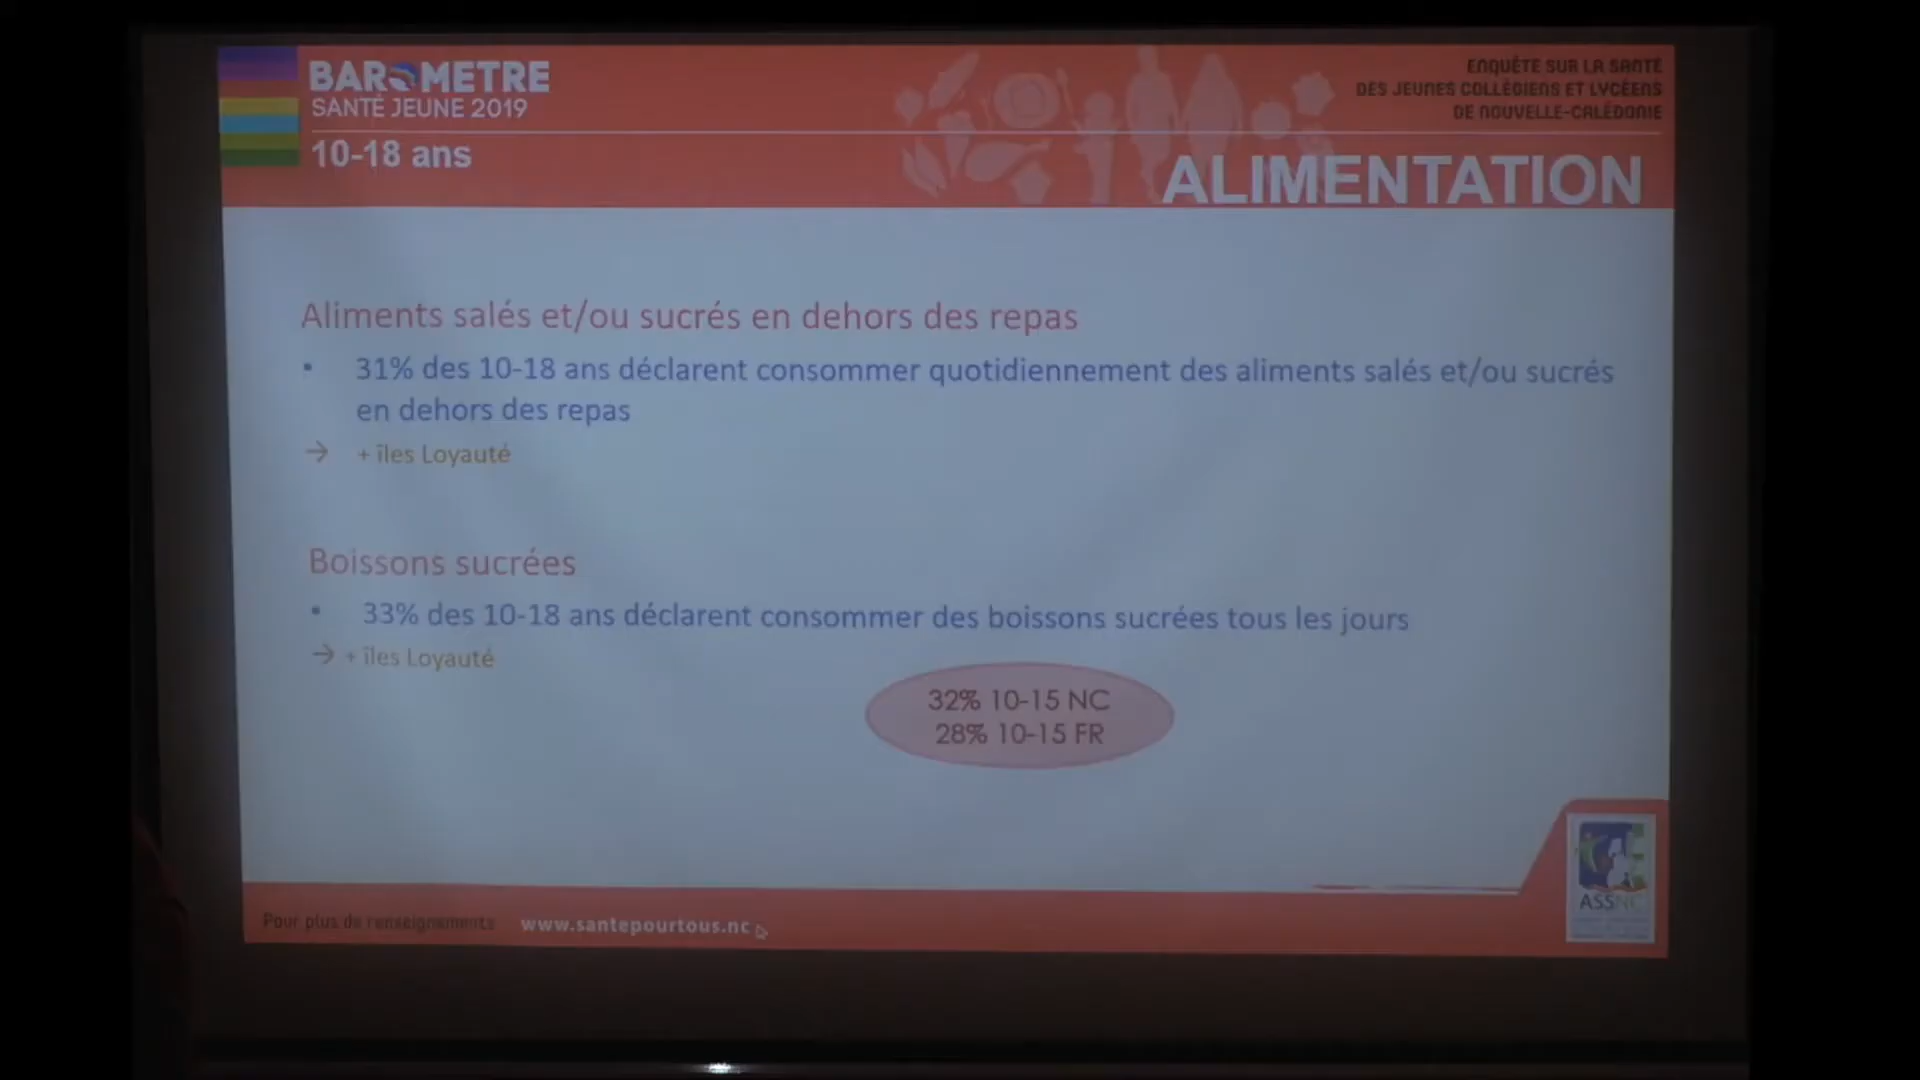 BAROMETRE
SANTÉ JEUNE 2019
10-18 ans
ENQUÊTE SUR LA SANTÉ
DES JEUNES COLLÉGIENS ET LYCÉENS
DE NOUVELLE-CALÉDONIE
ALIMENTATION
Aliments salés et/ou sucrés en dehors des repas
• 31% des 10-18 ans déclarent consommer quotidiennement des aliments salés et/ou sucrés
en dehors des repas
→ + îles Loyauté
Boissons sucrées
• 33% des 10-18 ans déclarent consommer des boissons sucrées tous les jours
→ + îles Loyauté
32% 10-15 NC
28% 10-15 FR
Pour plus de renseignements www.santepourtous.nc
ASSNC